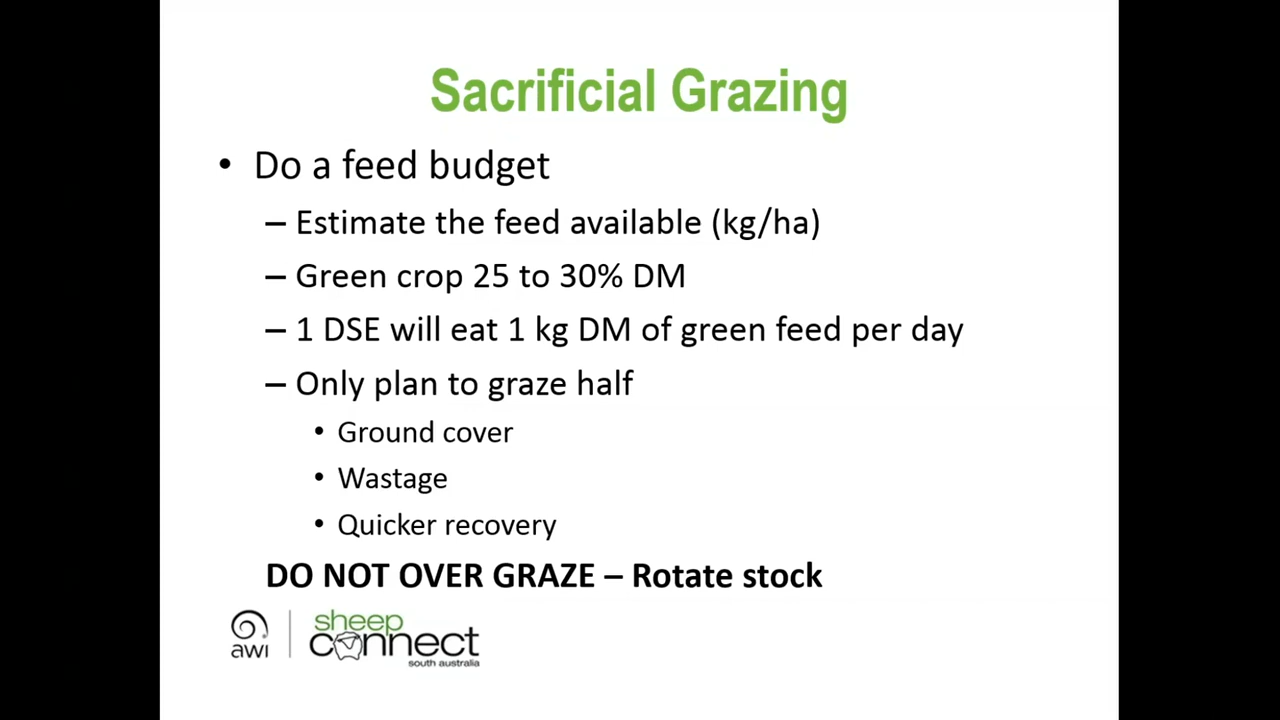 Sacrificial Grazing
• Do a feed budget
– Estimate the feed available (kg/ha)
– Green crop 25 to 30% DM
– 1 DSE will eat 1 kg DM of green feed per day
– Only plan to graze half
• Ground cover
• Wastage
• Quicker recovery
DO NOT OVER GRAZE – Rotate stock
awi
sheep
connect
south australia